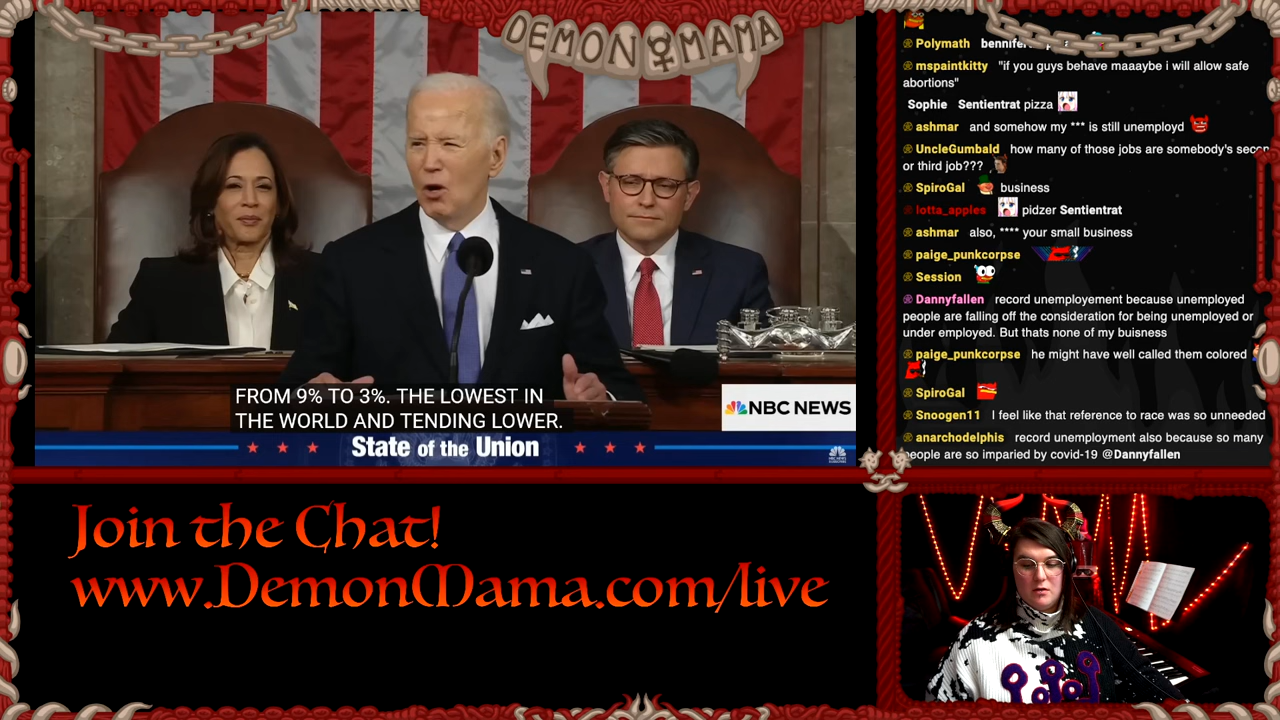 DEMON MAMA
FROM 9% TO 3%. THE LOWEST IN
THE WORLD AND TENDING LOWER.
NBC NEWS
State of the Union
Join the Chat!
www.DemonMama.com/live
Polymath
mspaintkitty "if you guys behave maaaybe i will allow safe
abortions"
Sophie Sentientrat pizza
ashmar and somehow my *** is still unemployd
UncleGumbald how many of those jobs are somebody's
or third job???
SpiroGal business
lotta_apples pidzer Sentientrat
ashmar also, **** your small business
paige_punkcorpse
Session
Dannyfallen record unemployement because unemployed
people are falling off the consideration for being unemployed or
under employed. But thats none of my buisness
paige_punkcorpse he might have well called them colored
SpiroGal
Snoogen11 I feel like that reference to race was so unneeded
anarchodelphis record unemployment also because so many
people are so imparied by covid-19 @Dannyfallen